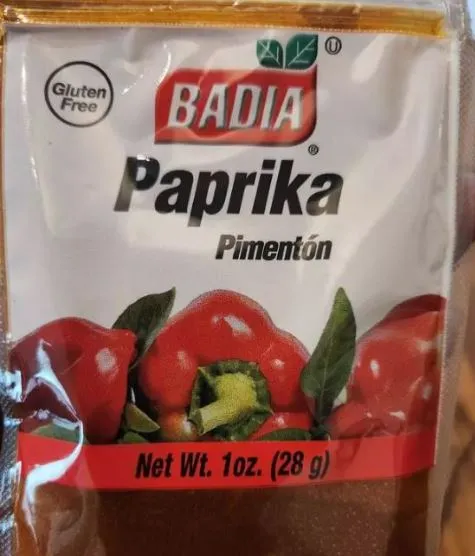 Ⓤ
Gluten
Free
BADIA
®
Paprika
Pimentón
Net Wt. 1oz. (28 g)